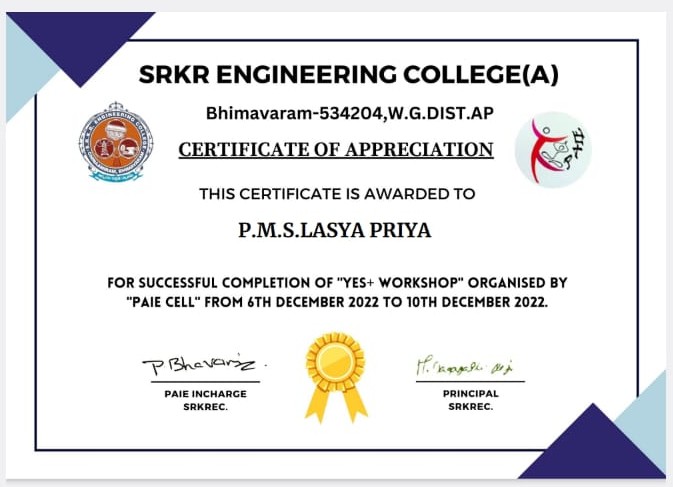 SRKR ENGINEERING COLLEGE(A)
Bhimavaram-534204,W.G.DIST.AP
CERTIFICATE OF APPRECIATION
THIS CERTIFICATE IS AWARDED TO
P.M.S.LASYA PRIYA
FOR SUCCESSFUL COMPLETION OF "YES+ WORKSHOP" ORGANISED BY
"PAIE CELL" FROM 6TH DECEMBER 2022 TO 10TH DECEMBER 2022.
PAIE INCHARGE
SRKREC.
PRINCIPAL
SRKREC.